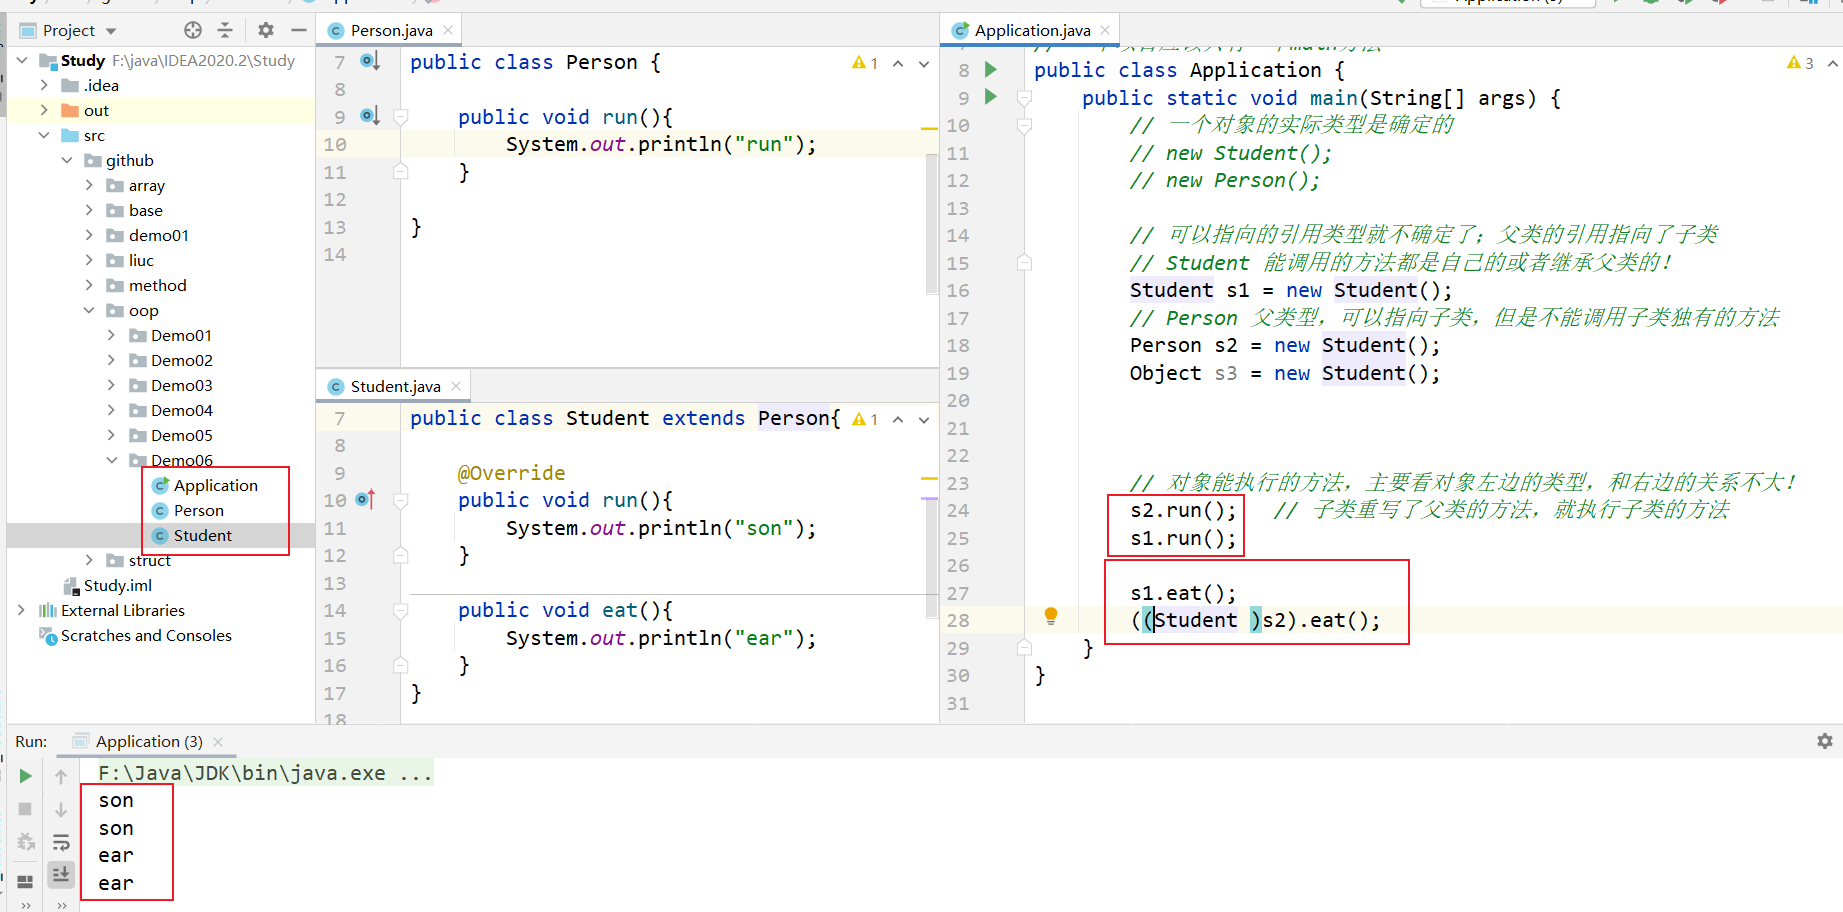 Project
Study F:\java\IDEA2020.2\Study
.idea
out
src
github
array
base
demo01
liuc
method
oop
Demo01
Demo02
Demo03
Demo04
Demo05
Demo06
Application
Person
Student
struct
Study.iml
External Libraries
Scratches and Consoles
Person.java
1
7 public class Person {
8
9 public void run(){
10 System.out.println("run");
11 }
12
13 }
14
Student.java
1
7 public class Student extends Person{
8
9 @Override
10 public void run(){
11 System.out.println("son");
12 }
13
14 public void eat(){
15 System.out.println("ear");
16 }
17 }
18
Application.java
3
8 public class Application {
9 public static void main(String[] args) {
10 // 一个对象的实际类型是确定的
11 // new Student();
12 // new Person();
13
14 // 可以指向的引用类型就不确定了；父类的引用指向了子类
15 // Student 能调用的方法都是自己的或者继承父类的！
16 Student s1 = new Student();
17 // Person 父类型，可以指向子类，但是不能调用子类独有的方法
18 Person s2 = new Student();
19 Object s3 = new Student();
20
21
22
23 // 对象能执行的方法，主要看对象左边的类型，和右边的关系不大！
24 s2.run(); // 子类重写了父类的方法，就执行子类的方法
25 s1.run();
26
27 s1.eat();
28 ((Student )s2).eat();
29 }
30 }
31
Run: Application (3)
F:\Java\JDK\bin\java.exe ...
son
son
ear
ear